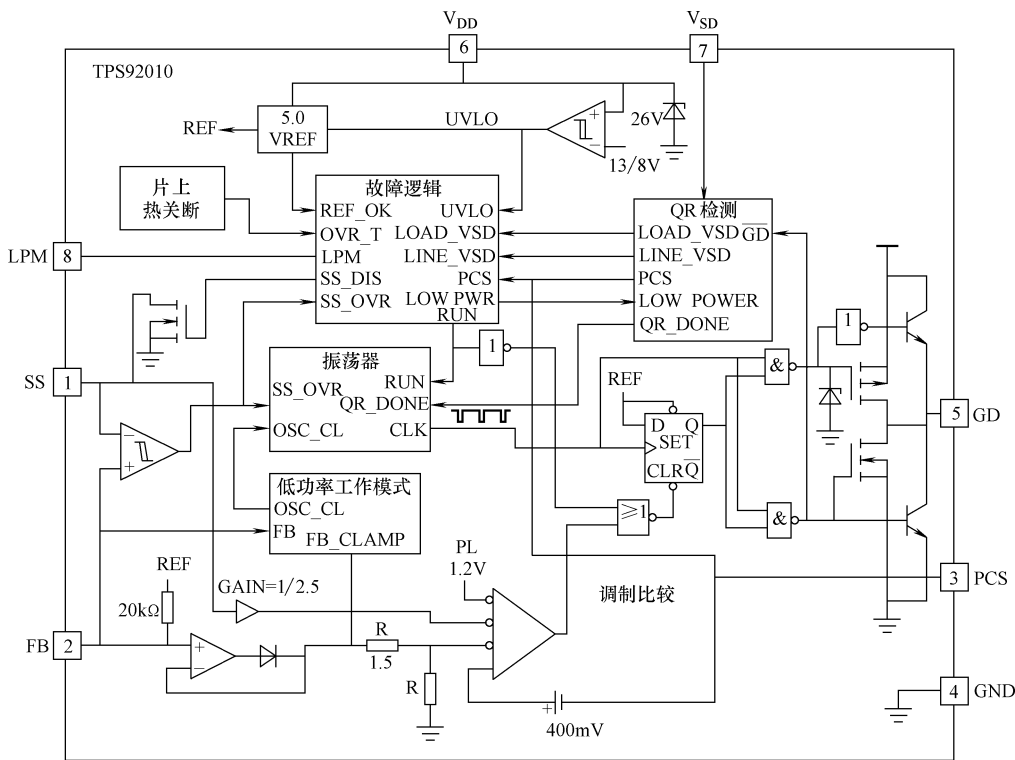 V_DD
V_SD
6
7
TPS92010
5.0
VREF
REF
UVLO
26V
13/8V
片上
热关断
故障逻辑
REF_OK
UVLO
OVR_T
LOAD_VSD
LPM
LINE_VSD
SS_DIS
PCS
SS_OVR
LOW PWR
RUN
QR检测
LOAD_VSD
G̅D̅
LINE_VSD
PCS
LOW POWER
QR_DONE
LPM
8
SS
1
振荡器
SS_OVR
RUN
QR_DONE
OSC_CL
CLK
1
REF
D
Q
SET
CLR
Q̅
&
&
≥1
1
5
GD
低功率工作模式
OSC_CL
FB
FB_CLAMP
PL
1.2V
调制比较
3
PCS
REF
20kΩ
GAIN=1/2.5
FB
2
R
1.5
R
400mV
4
GND
+
−
−
+
+
−
+